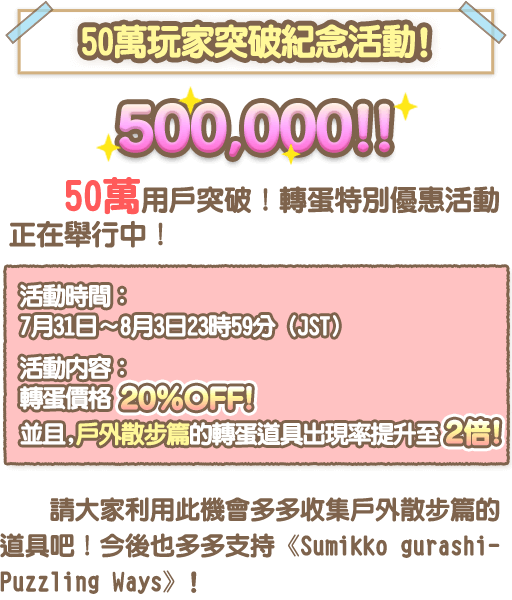 50萬玩家突破紀念活動!
500,000!!
50萬用戶突破！轉蛋特別優惠活動
正在舉行中！
活動時間：
7月31日～8月3日23時59分（JST）
活動内容：
轉蛋價格 20%OFF!
並且,戶外散步篇的轉蛋道具出現率提升至 2倍!
請大家利用此機會多多收集戶外散步篇的
道具吧！今後也多多支持《Sumikko gurashi-
Puzzling Ways》!